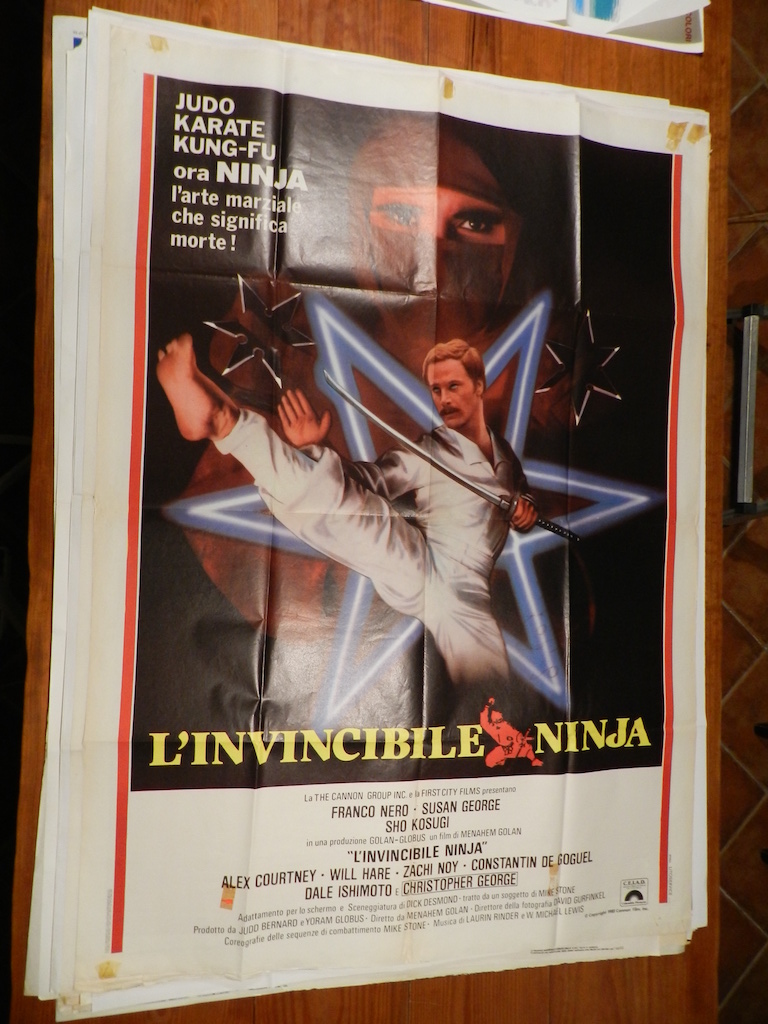 JUDO
KARATE
KUNG-FU
ora NINJA
l'arte marziale
che significa
morte!
L'INVINCIBILE NINJA
La THE CANNON GROUP INC. e la FIRST CITY FILMS presentano
FRANCO NERO · SUSAN GEORGE
SHO KOSUGI
in una produzione GOLAN-GLOBUS un film di MENAHEM GOLAN
"L'INVINCIBILE NINJA"
ALEX COURTNEY · WILL HARE · ZACHI NOY · CONSTANTIN DE GOGUEL
DALE ISHIMOTO E CHRISTOPHER GEORGE
Adattamento per lo schermo e Sceneggiatura di DICK DESMOND · tratto da un soggetto di MIKE STONE
Prodotto da JUDD BERNARD e YORAM GLOBUS · Diretto da MENAHEM GOLAN · Direttore della fotografia DAVID GURFINKEL
Coreografie delle sequenze di combattimento MIKE STONE · Musica di LAURIN RINDER e W. MICHAEL LEWIS
C.E.I.A.D.